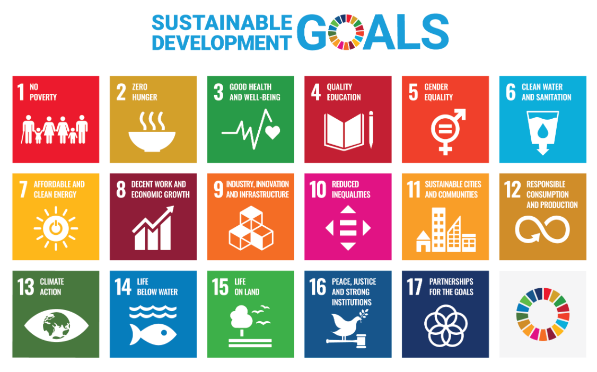 SUSTAINABLE
DEVELOPMENT
GOALS
1 NO
POVERTY
2 ZERO
HUNGER
3 GOOD HEALTH
AND WELL-BEING
4 QUALITY
EDUCATION
5 GENDER
EQUALITY
6 CLEAN WATER
AND SANITATION
7 AFFORDABLE AND
CLEAN ENERGY
8 DECENT WORK AND
ECONOMIC GROWTH
9 INDUSTRY, INNOVATION
AND INFRASTRUCTURE
10 REDUCED
INEQUALITIES
11 SUSTAINABLE CITIES
AND COMMUNITIES
12 RESPONSIBLE
CONSUMPTION
AND PRODUCTION
13 CLIMATE
ACTION
14 LIFE
BELOW WATER
15 LIFE
ON LAND
16 PEACE, JUSTICE
AND STRONG
INSTITUTIONS
17 PARTNERSHIPS
FOR THE GOALS